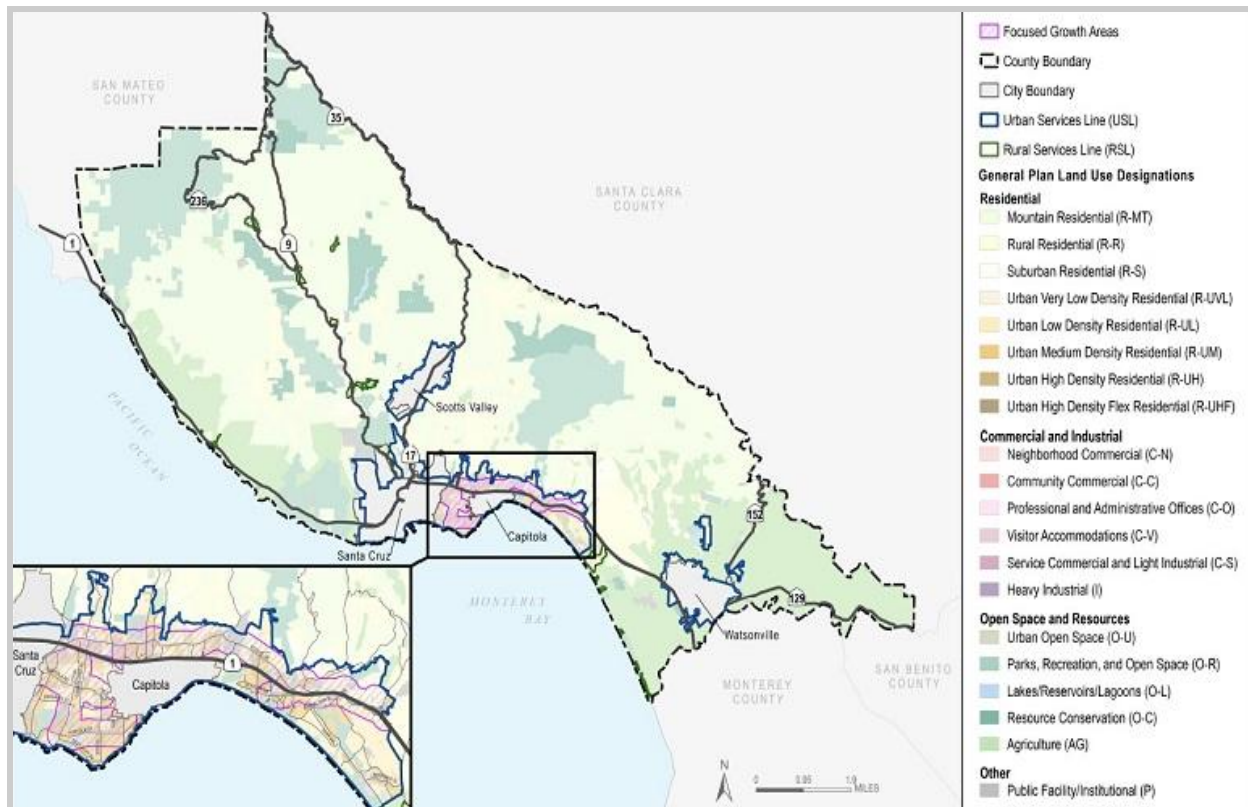 SAN MATEO
COUNTY
35
SANTA CLARA
COUNTY
236
9
1
PACIFIC
OCEAN
Scotts Valley
17
152
Santa Cruz
Capitola
129
Watsonville
MONTEREY
BAY
MONTEREY
COUNTY
SAN BENITO
COUNTY
Santa
Cruz
Capitola
1
N
0
1.9
MILES
Focused Growth Areas
County Boundary
City Boundary
Urban Services Line (USL)
Rural Services Line (RSL)
General Plan Land Use Designations
Residential
Mountain Residential (R-MT)
Rural Residential (R-R)
Suburban Residential (R-S)
Urban Very Low Density Residential (R-UVL)
Urban Low Density Residential (R-UL)
Urban Medium Density Residential (R-UM)
Urban High Density Residential (R-UH)
Urban High Density Flex Residential (R-UHF)
Commercial and Industrial
Neighborhood Commercial (C-N)
Community Commercial (C-C)
Professional and Administrative Offices (C-O)
Visitor Accommodations (C-V)
Service Commercial and Light Industrial (C-S)
Heavy Industrial (I)
Open Space and Resources
Urban Open Space (O-U)
Parks, Recreation, and Open Space (O-R)
Lakes/Reservoirs/Lagoons (O-L)
Resource Conservation (O-C)
Agriculture (AG)
Other
Public Facility/Institutional (P)